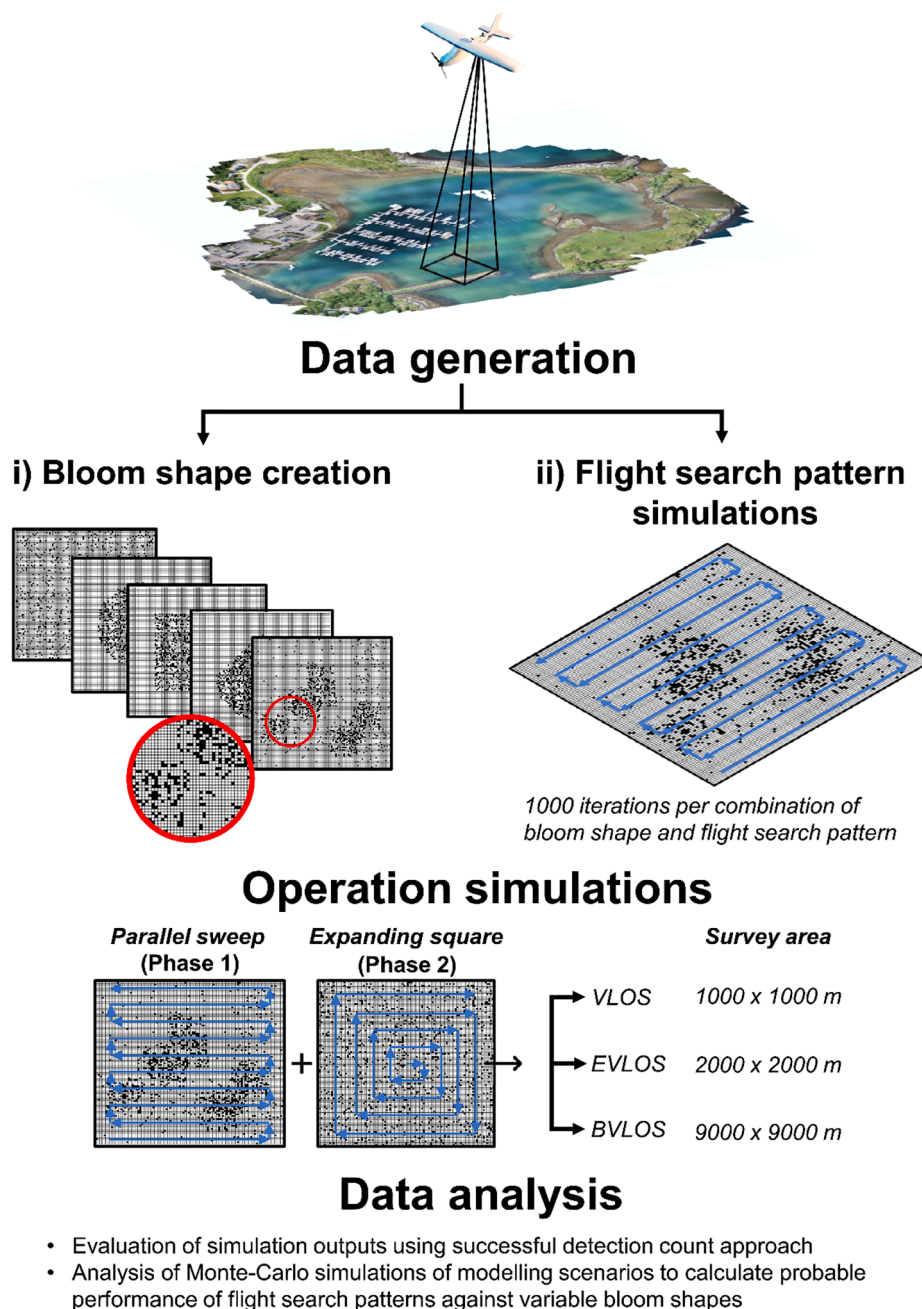 Data generation
i) Bloom shape creation
ii) Flight search pattern
simulations
1000 iterations per combination of
bloom shape and flight search pattern
Operation simulations
Parallel sweep
(Phase 1)
Expanding square
(Phase 2)
Survey area
+
VLOS 1000 x 1000 m
EVLOS 2000 x 2000 m
BVLOS 9000 x 9000 m
Data analysis
• Evaluation of simulation outputs using successful detection count approach
• Analysis of Monte-Carlo simulations of modelling scenarios to calculate probable
performance of flight search patterns against variable bloom shapes